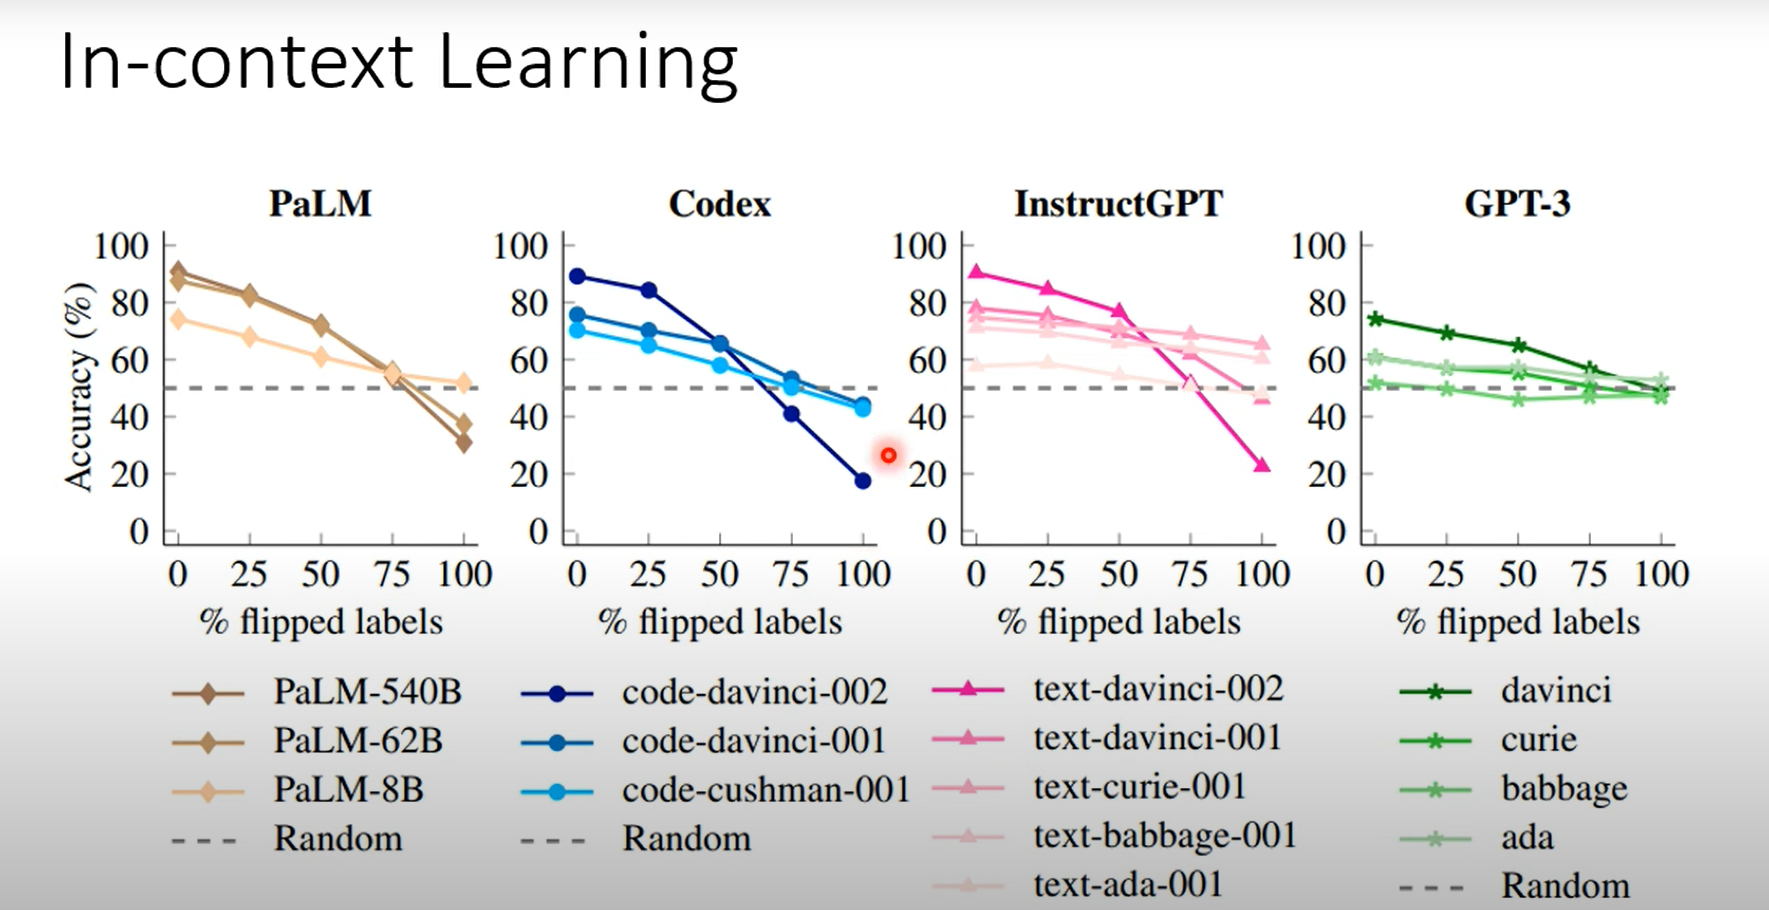 In-context Learning
PaLM
Codex
InstructGPT
GPT-3
Accuracy (%)
100
80
60
40
20
0
0 25 50 75 100
% flipped labels
100
80
60
40
20
0
0 25 50 75 100
% flipped labels
100
80
60
40
20
0
0 25 50 75 100
% flipped labels
100
80
60
40
20
0
0 25 50 75 100
% flipped labels
PaLM-540B
PaLM-62B
PaLM-8B
Random
code-davinci-002
code-davinci-001
code-cushman-001
Random
text-davinci-002
text-davinci-001
text-curie-001
text-babbage-001
text-ada-001
davinci
curie
babbage
ada
Random